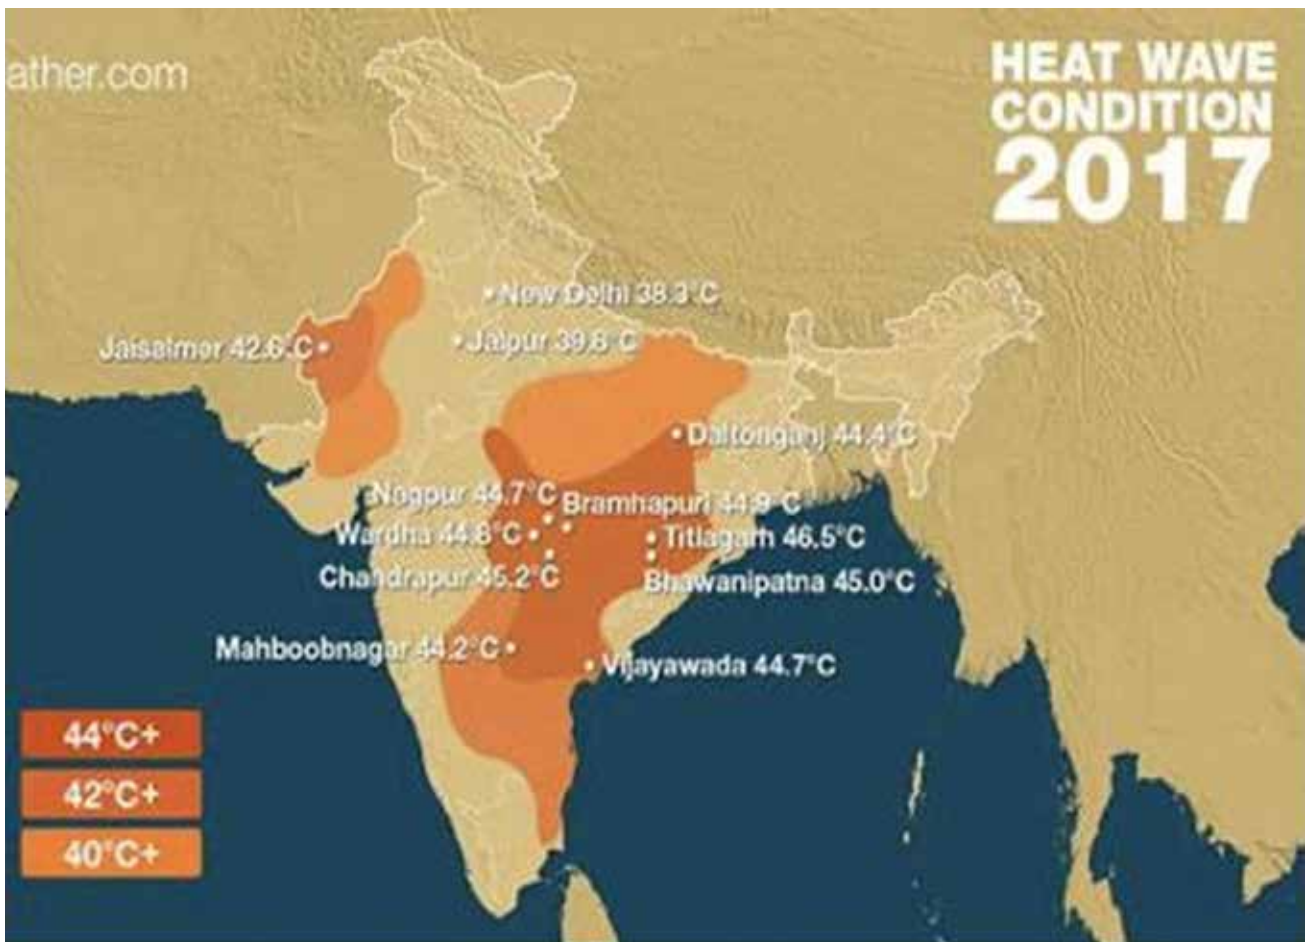 ather.com
HEAT WAVE
CONDITION
2017
New Delhi 38.3°C
Jaisalmer 42.6°C
Jaipur 39.8°C
Daltonganj 44.4°C
Nagpur 44.7°C
Bramhapuri 44.9°C
Wardha 44.8°C
Titlagarh 46.5°C
Chandrapur 45.2°C
Bhawanipatna 45.0°C
Mahboobnagar 44.2°C
Vijayawada 44.7°C
44°C+
42°C+
40°C+